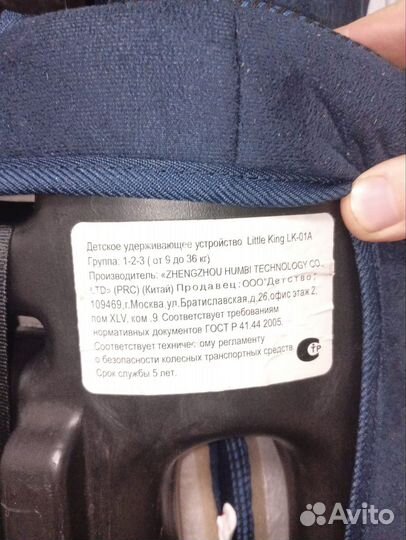 Детское удерживающее устройство Little King LK-01A
Группа: 1-2-3 ( от 9 до 36 кг)
Производитель: «ZHENGZHOU HUMBI TECHNOLOGY CO.
LTD» (PRC) (Китай) Продавец: ООО"Детство"
109469,г.Москва,ул.Братиславская,д.26,офис этаж 2,
пом XLV, ком .9. Соответствует требованиям
нормативных документов ГОСТ Р 41.44 2005.
Соответствует техничес ому регламенту
о безопасности колесных транспортных средств.
Срок службы 5 лет.
СТР
Avito